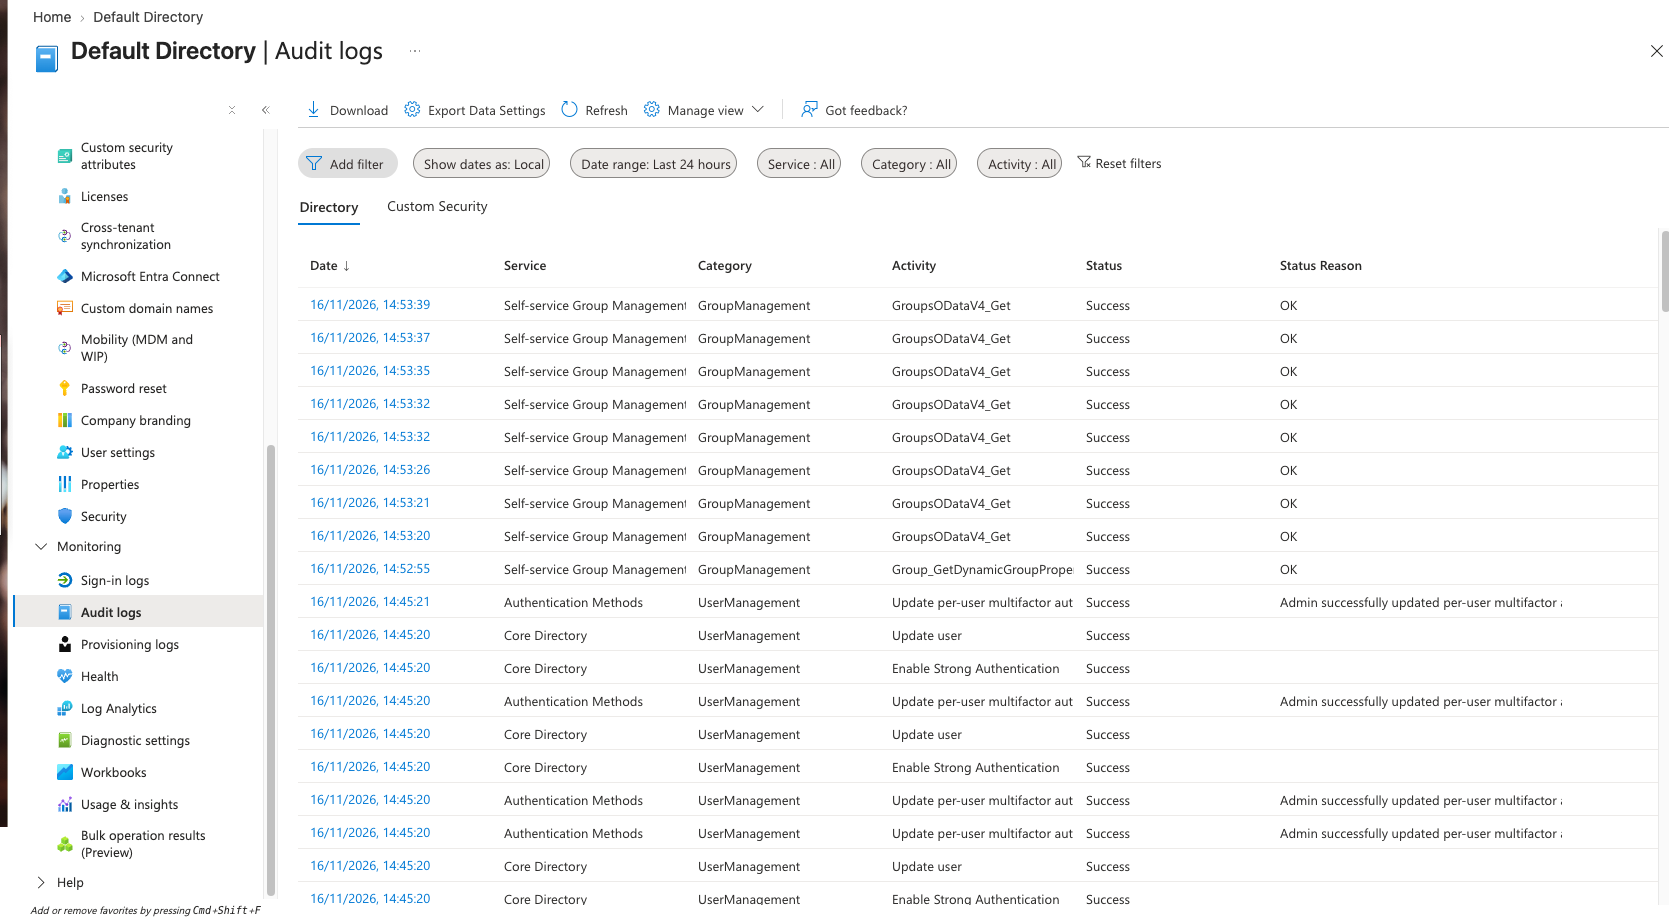 Home › Default Directory
Default Directory | Audit logs ...
Download Export Data Settings Refresh Manage view Got feedback?
Add filter Show dates as: Local Date range: Last 24 hours Service : All Category : All Activity : All Reset filters
Directory Custom Security
Custom security
attributes
Licenses
Cross-tenant
synchronization
Microsoft Entra Connect
Custom domain names
Mobility (MDM and
WIP)
Password reset
Company branding
User settings
Properties
Security
Monitoring
Sign-in logs
Audit logs
Provisioning logs
Health
Log Analytics
Diagnostic settings
Workbooks
Usage & insights
Bulk operation results
(Preview)
Help
Add or remove favorites by pressing Cmd+Shift+F
Date ↓ Service Category Activity Status Status Reason
16/11/2026, 14:53:39 Self-service Group Management GroupManagement GroupsODataV4_Get Success OK
16/11/2026, 14:53:37 Self-service Group Management GroupManagement GroupsODataV4_Get Success OK
16/11/2026, 14:53:35 Self-service Group Management GroupManagement GroupsODataV4_Get Success OK
16/11/2026, 14:53:32 Self-service Group Management GroupManagement GroupsODataV4_Get Success OK
16/11/2026, 14:53:32 Self-service Group Management GroupManagement GroupsODataV4_Get Success OK
16/11/2026, 14:53:26 Self-service Group Management GroupManagement GroupsODataV4_Get Success OK
16/11/2026, 14:53:21 Self-service Group Management GroupManagement GroupsODataV4_Get Success OK
16/11/2026, 14:53:20 Self-service Group Management GroupManagement GroupsODataV4_Get Success OK
16/11/2026, 14:52:55 Self-service Group Management GroupManagement Group_GetDynamicGroupProper Success OK
16/11/2026, 14:45:21 Authentication Methods UserManagement Update per-user multifactor aut Success Admin successfully updated per-user multifactor
16/11/2026, 14:45:20 Core Directory UserManagement Update user Success
16/11/2026, 14:45:20 Core Directory UserManagement Enable Strong Authentication Success
16/11/2026, 14:45:20 Authentication Methods UserManagement Update per-user multifactor aut Success Admin successfully updated per-user multifactor
16/11/2026, 14:45:20 Core Directory UserManagement Update user Success
16/11/2026, 14:45:20 Core Directory UserManagement Enable Strong Authentication Success
16/11/2026, 14:45:20 Authentication Methods UserManagement Update per-user multifactor aut Success Admin successfully updated per-user multifactor
16/11/2026, 14:45:20 Authentication Methods UserManagement Update per-user multifactor aut Success Admin successfully updated per-user multifactor
16/11/2026, 14:45:20 Core Directory UserManagement Update user Success
16/11/2026, 14:45:20 Core Directory UserManagement Enable Strong Authentication Success